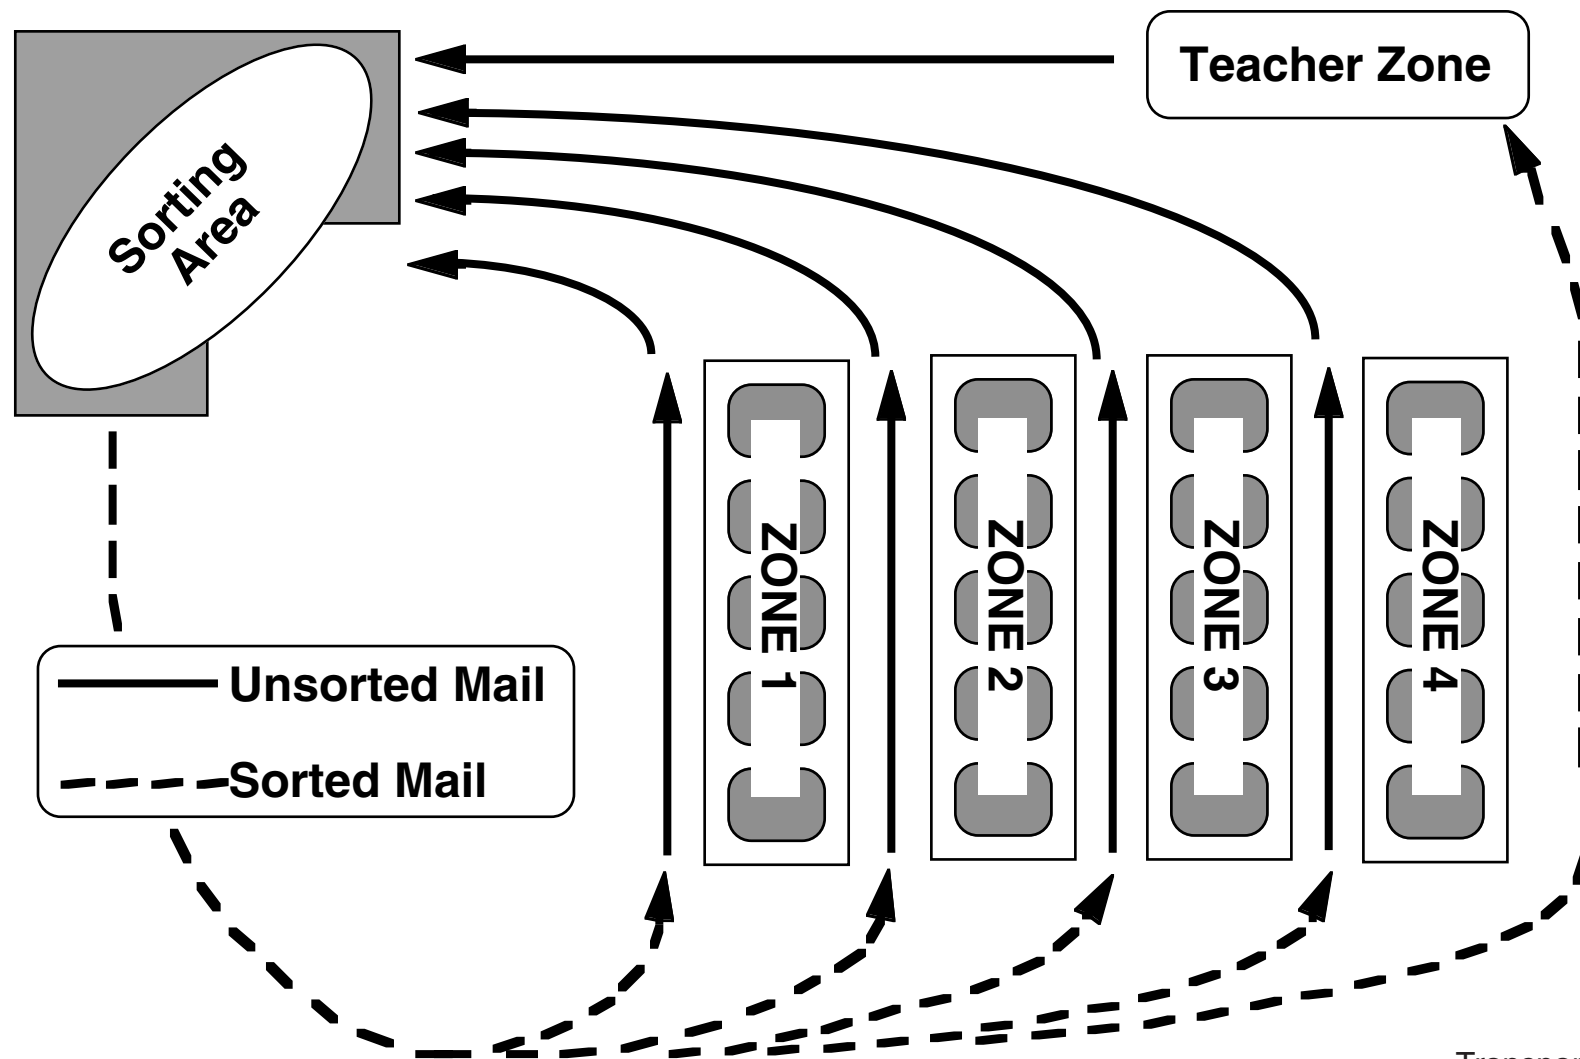 Teacher Zone
Sorting
Area
ZONE 1
ZONE 2
ZONE 3
ZONE 4
Unsorted Mail
Sorted Mail